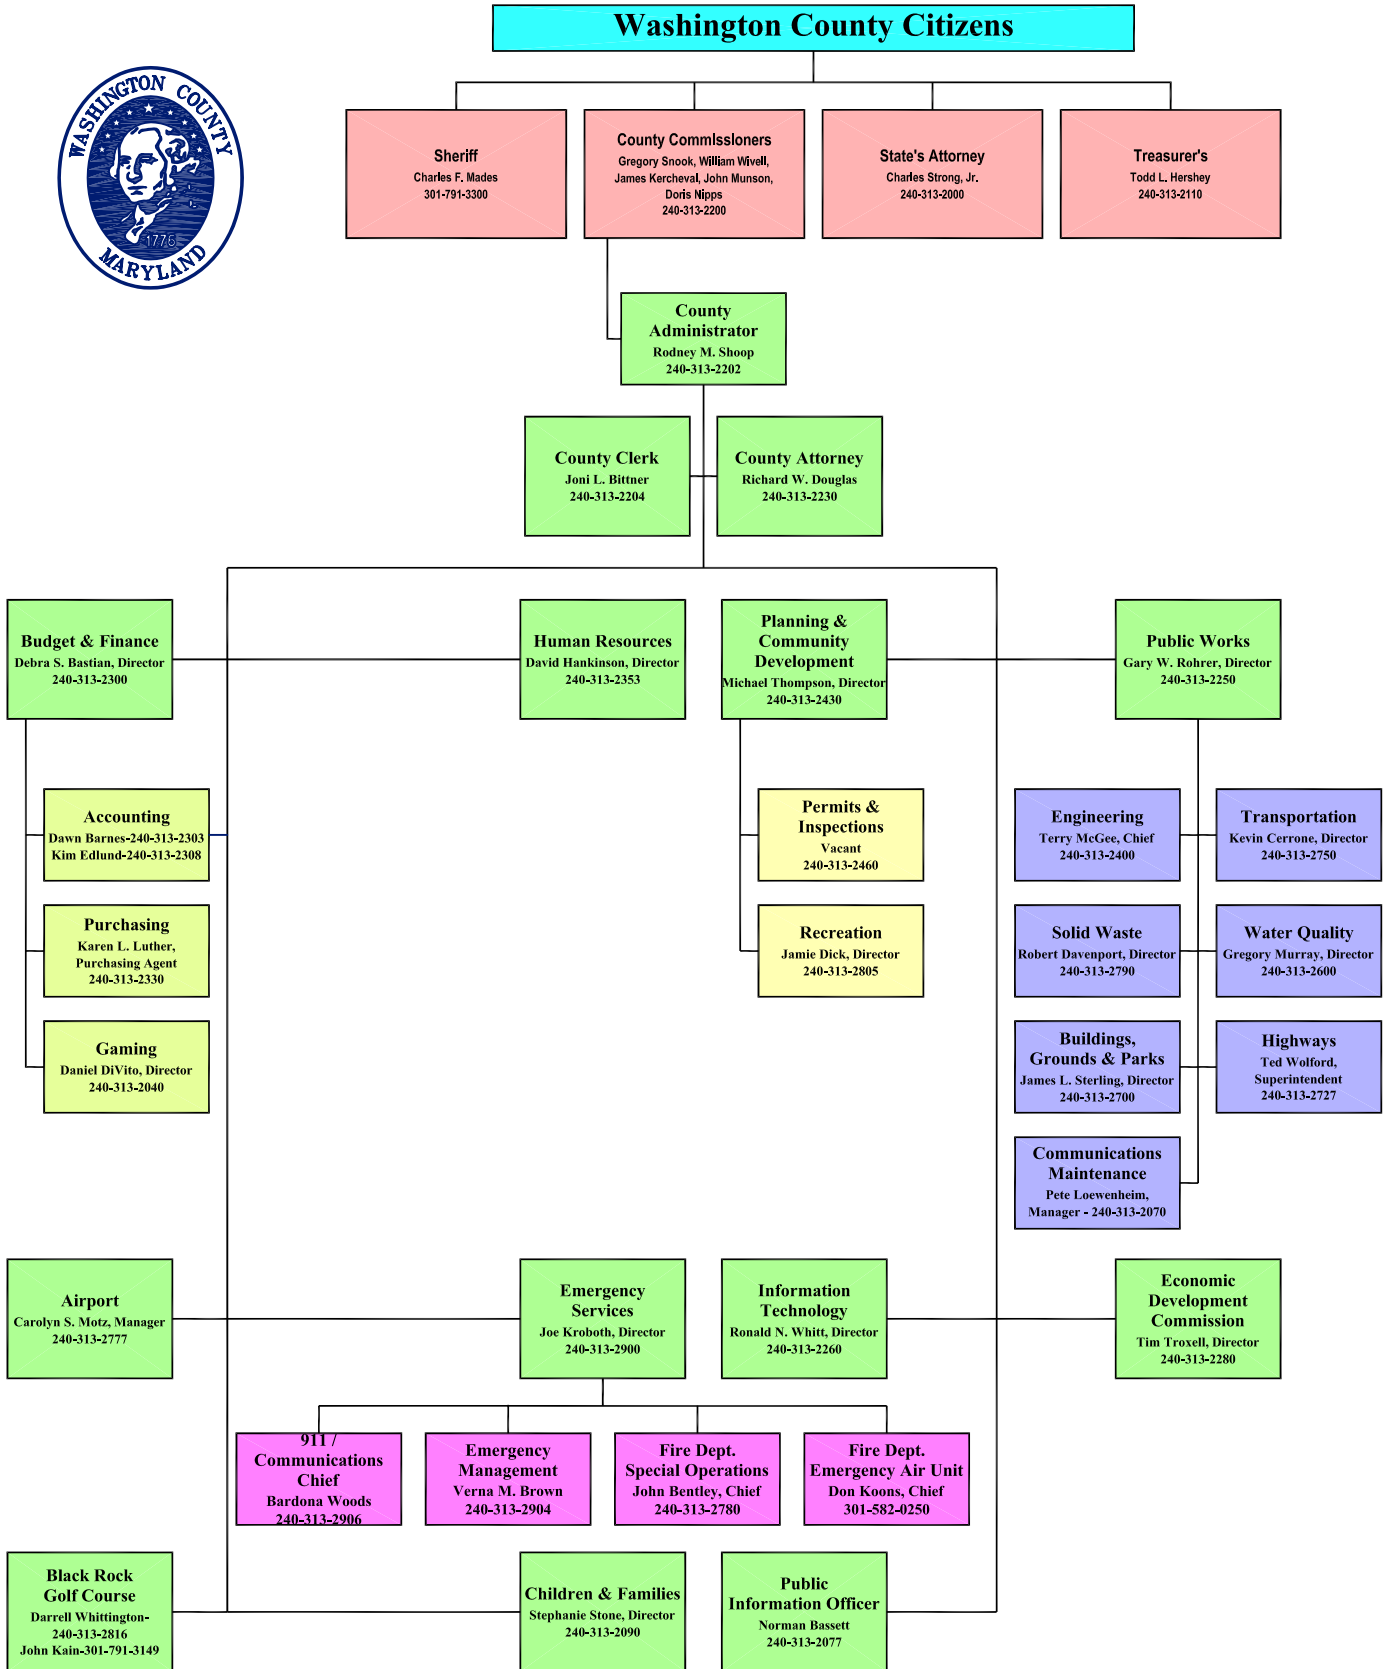 Washington County Citizens
WASHINGTON COUNTY
1776
MARYLAND
Sheriff
Charles F. Mades
301-791-3300
County CommIssIoners
Gregory Snook, William Wivell,
James Kercheval, John Munson,
Doris Nipps
240-313-2200
State's Attorney
Charles Strong, Jr.
240-313-2000
Treasurer's
Todd L. Hershey
240-313-2110
County
Administrator
Rodney M. Shoop
240-313-2202
County Clerk
Joni L. Bittner
240-313-2204
County Attorney
Richard W. Douglas
240-313-2230
Budget & Finance
Debra S. Bastian, Director
240-313-2300
Human Resources
David Hankinson, Director
240-313-2353
Planning &
Community
Development
Michael Thompson, Director
240-313-2430
Public Works
Gary W. Rohrer, Director
240-313-2250
Accounting
Dawn Barnes-240-313-2303
Kim Edlund-240-313-2308
Purchasing
Karen L. Luther,
Purchasing Agent
240-313-2330
Gaming
Daniel DiVito, Director
240-313-2040
Permits &
Inspections
Vacant
240-313-2460
Recreation
Jamie Dick, Director
240-313-2805
Engineering
Terry McGee, Chief
240-313-2400
Transportation
Kevin Cerrone, Director
240-313-2750
Solid Waste
Robert Davenport, Director
240-313-2790
Water Quality
Gregory Murray, Director
240-313-2600
Buildings,
Grounds & Parks
James L. Sterling, Director
240-313-2700
Highways
Ted Wolford,
Superintendent
240-313-2727
Communications
Maintenance
Pete Loewenheim,
Manager - 240-313-2070
Airport
Carolyn S. Motz, Manager
240-313-2777
Emergency
Services
Joe Kroboth, Director
240-313-2900
Information
Technology
Ronald N. Whitt, Director
240-313-2260
Economic
Development
Commission
Tim Troxell, Director
240-313-2280
911 /
Communications
Chief
Bardona Woods
240-313-2906
Emergency
Management
Verna M. Brown
240-313-2904
Fire Dept.
Special Operations
John Bentley, Chief
240-313-2780
Fire Dept.
Emergency Air Unit
Don Koons, Chief
301-582-0250
Black Rock
Golf Course
Darrell Whittington-
240-313-2816
John Kain-301-791-3149
Children & Families
Stephanie Stone, Director
240-313-2090
Public
Information Officer
Norman Bassett
240-313-2077